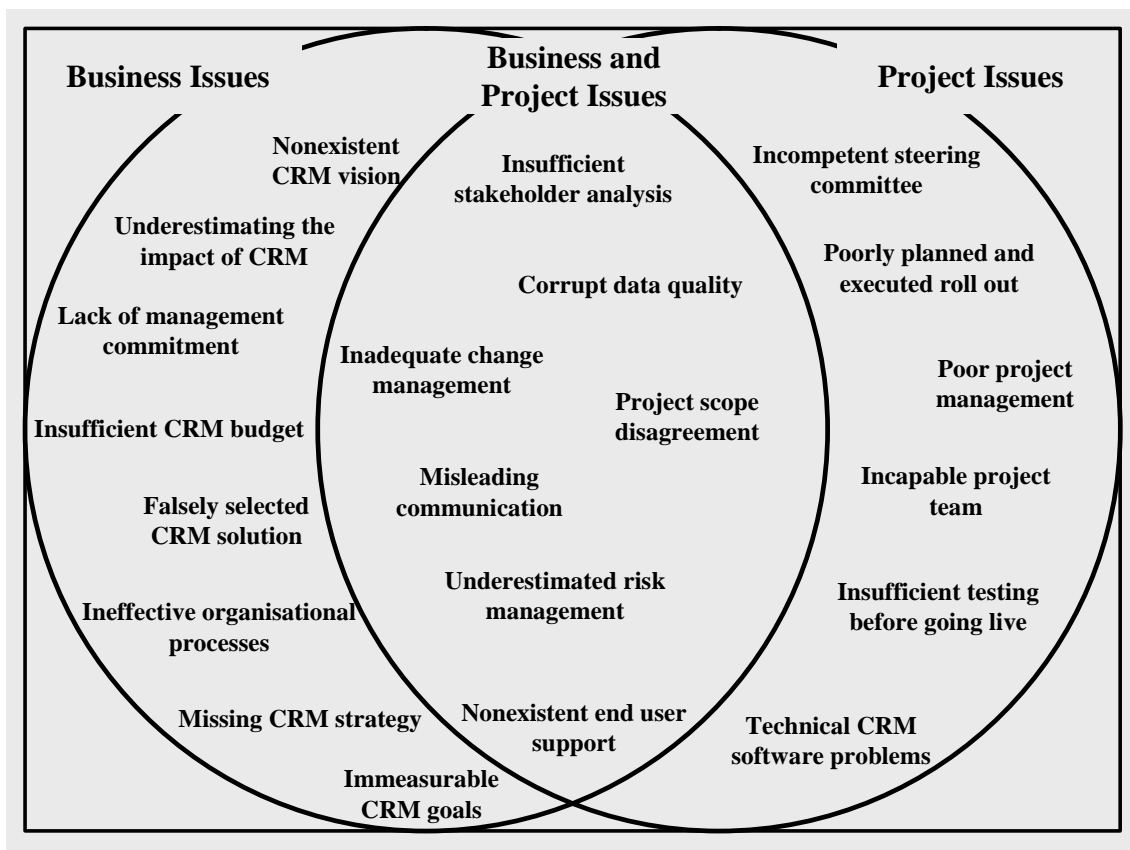 Business Issues
Business and
Project Issues
Project Issues
Nonexistent
CRM vision
Underestimating the
impact of CRM
Lack of management
commitment
Insufficient CRM budget
Falsely selected
CRM solution
Ineffective organisational
processes
Missing CRM strategy
Immeasurable
CRM goals
Insufficient
stakeholder analysis
Corrupt data quality
Inadequate change
management
Project scope
disagreement
Misleading
communication
Underestimated risk
management
Nonexistent end user
support
Incompetent steering
committee
Poorly planned and
executed roll out
Poor project
management
Incapable project
team
Insufficient testing
before going live
Technical CRM
software problems